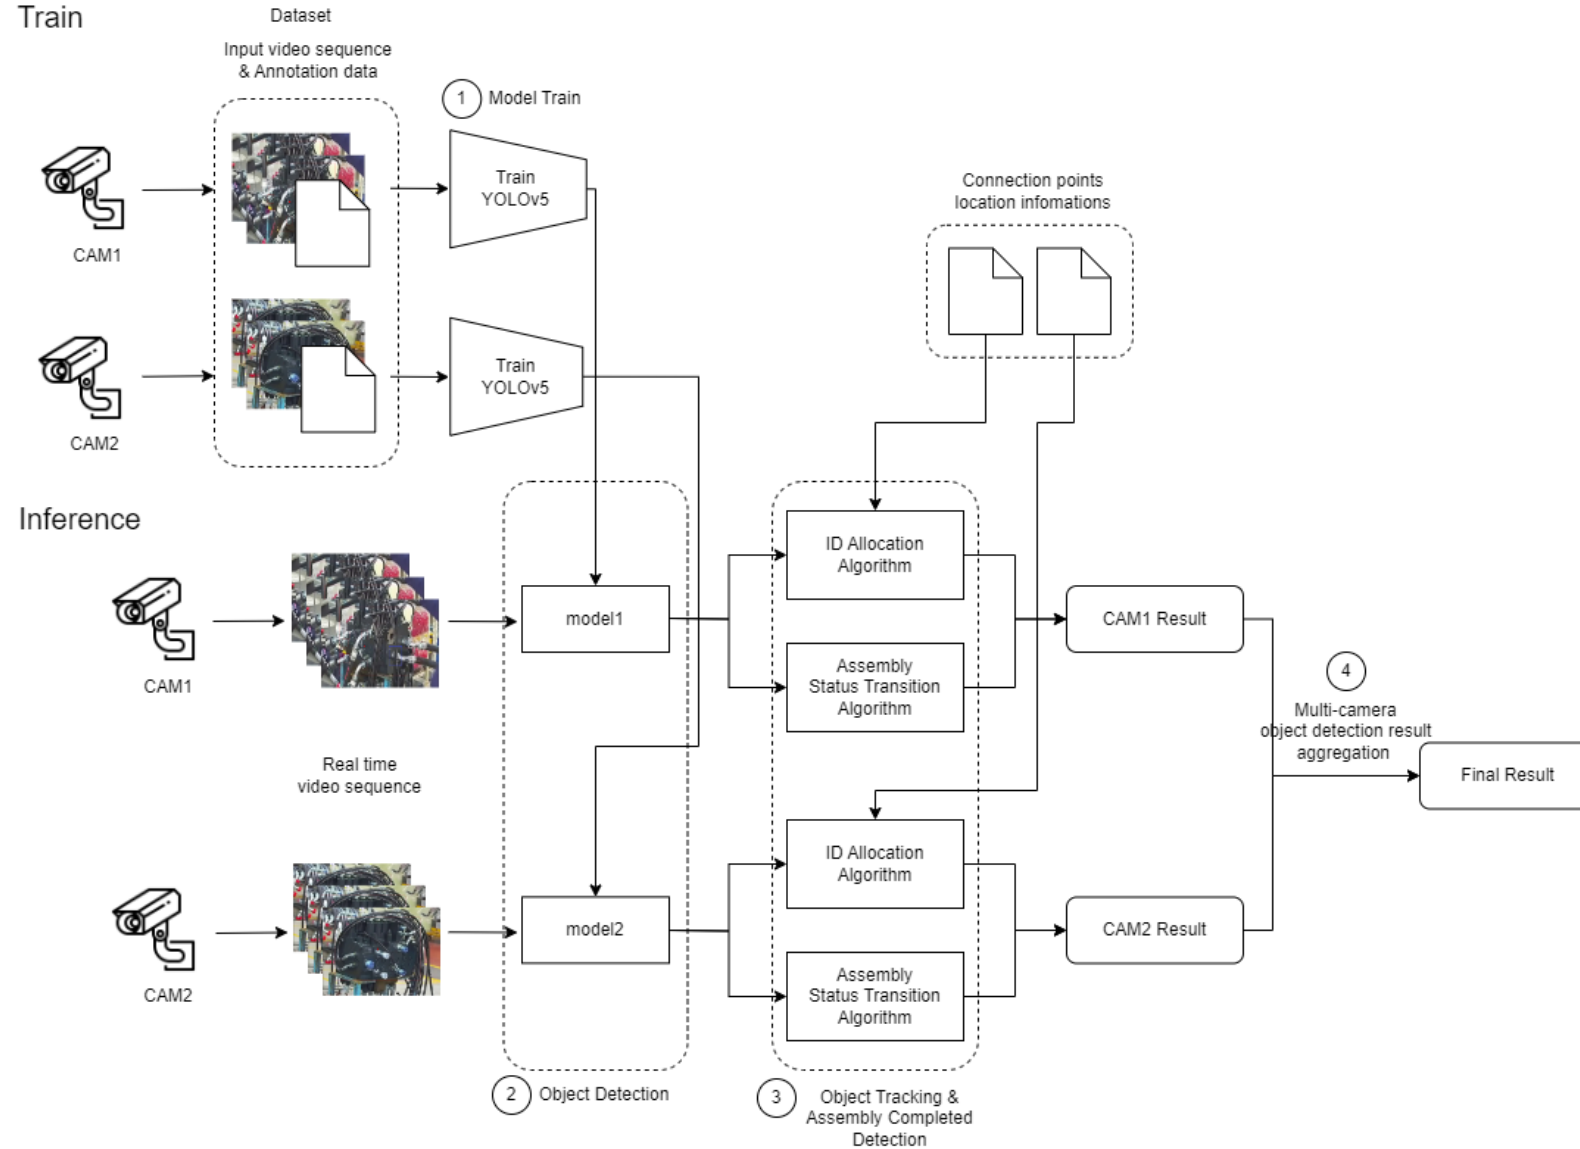 Train
Dataset
Input video sequence
& Annotation data
1
Model Train
Train
YOLOv5
CAM1
Connection points
location infomations
Train
YOLOv5
CAM2
Inference
ID Allocation
Algorithm
model1
CAM1 Result
CAM1
Assembly
Status Transition
Algorithm
4
Multi-camera
object detection result
aggregation
Real time
video sequence
Final Result
ID Allocation
Algorithm
model2
CAM2 Result
CAM2
Assembly
Status Transition
Algorithm
2
Object Detection
3
Object Tracking &
Assembly Completed
Detection